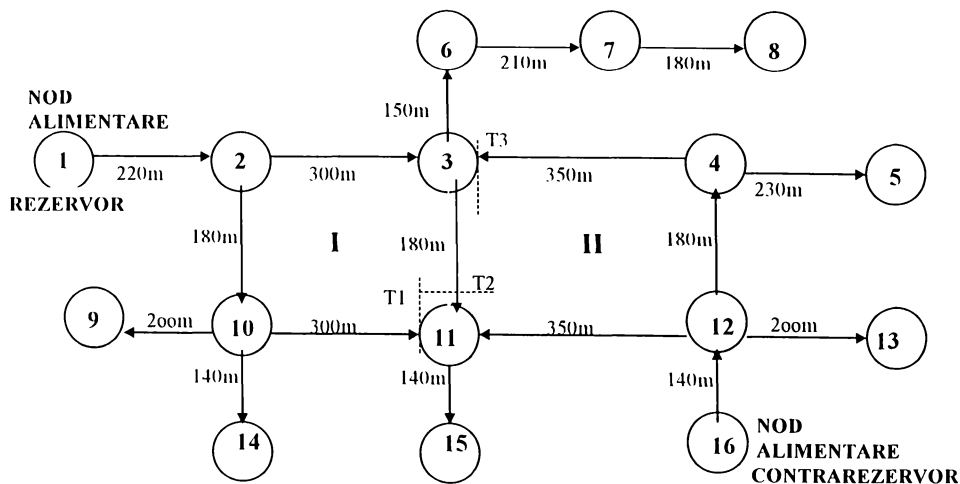 6
7
8
210m
180m
150m
NOD
ALIMENTARE
1
2
3
T3
4
5
220m
300m
350m
230m
REZERVOR
180m
I
180m
II
180m
T1
T2
9
2oom
10
300m
11
350m
12
2oom
13
140m
140m
140m
14
15
16
NOD
ALIMENTARE
CONTRAREZERVOR